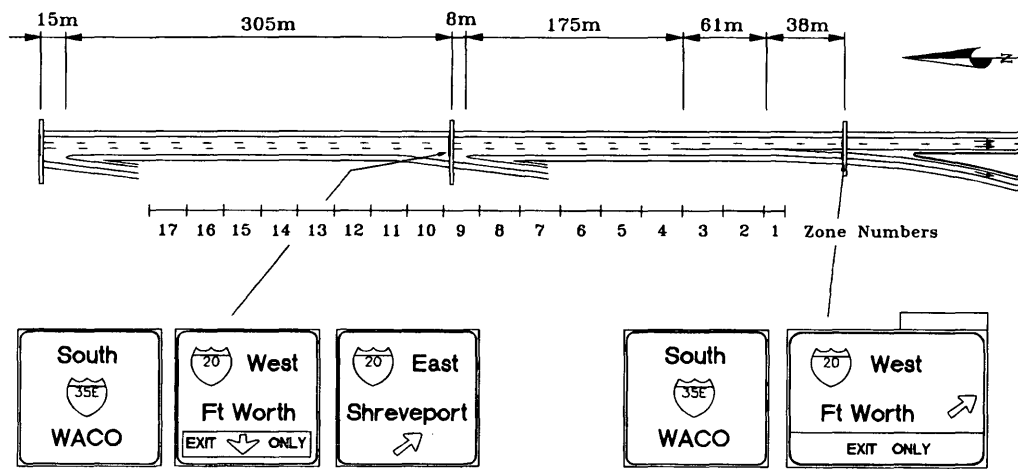 15m 305m 8m 175m 61m 38m
N
17 16 15 14 13 12 11 10 9 8 7 6 5 4 3 2 1 Zone Numbers
South
35E
WACO
20 West
Ft Worth
EXIT ONLY
20 East
Shreveport
South
35E
WACO
20 West
Ft Worth
EXIT ONLY